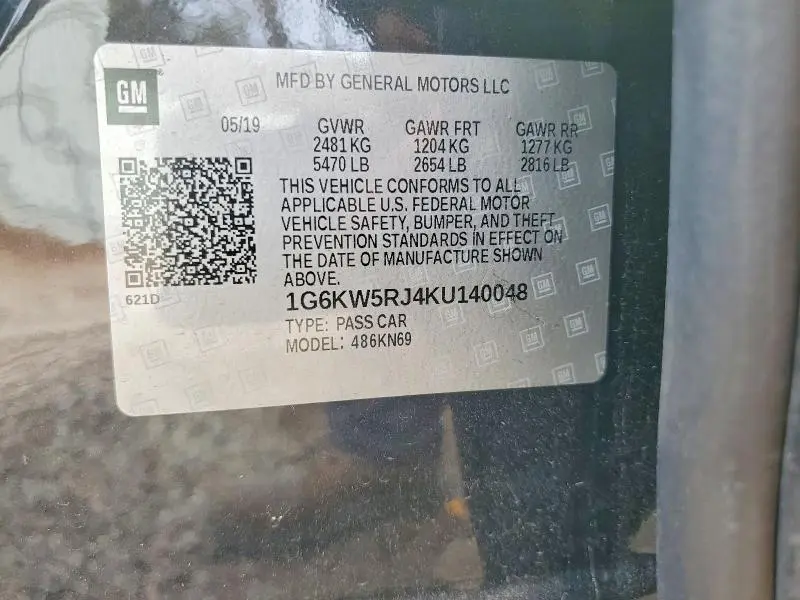 GM
MFD BY GENERAL MOTORS LLC
05/19 GVWR GAWR FRT GAWR RR
2481 KG 1204 KG 1277 KG
5470 LB 2654 LB 2816 LB
THIS VEHICLE CONFORMS TO ALL
APPLICABLE U.S. FEDERAL MOTOR
VEHICLE SAFETY, BUMPER, AND THEFT
PREVENTION STANDARDS IN EFFECT ON
THE DATE OF MANUFACTURE SHOWN
ABOVE.
621D
1G6KW5RJ4KU140048
TYPE: PASS CAR
MODEL: 486KN69